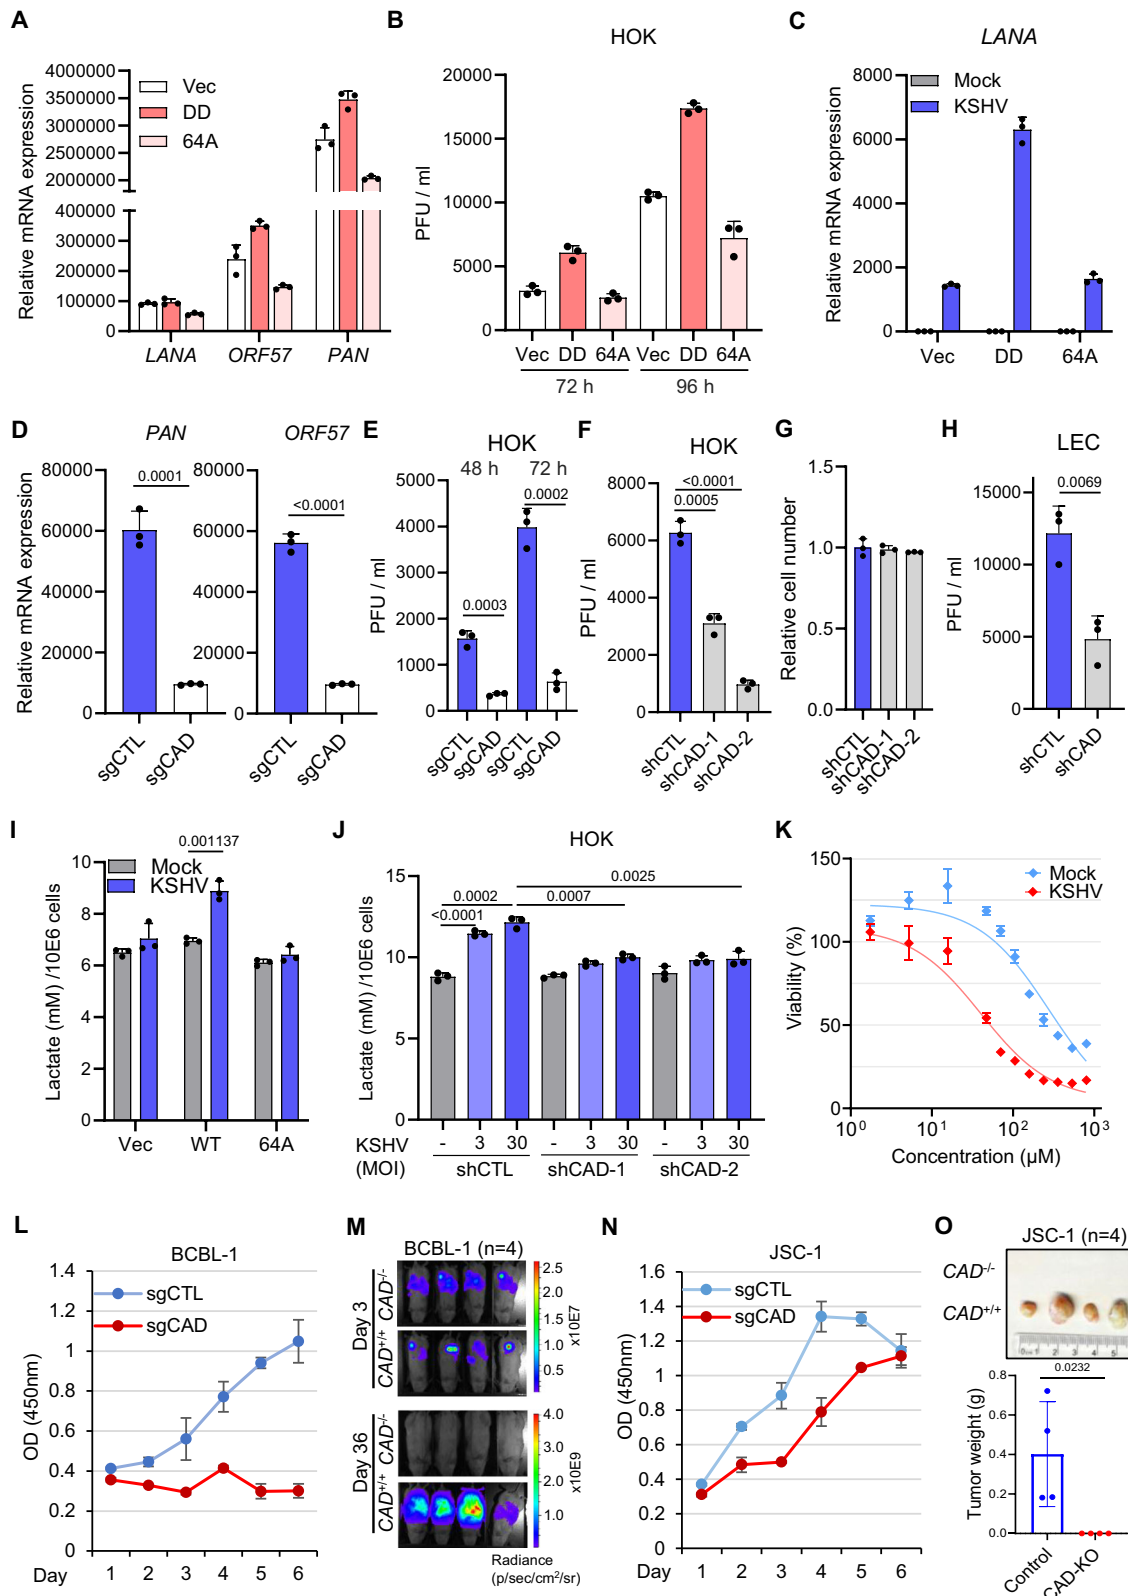 A
Relative mRNA expression
4000000
3500000
3000000
2500000
2000000
400000
300000
200000
100000
0
Vec
DD
64A
LANA ORF57 PAN
B
HOK
PFU / ml
20000
15000
10000
5000
0
Vec DD 64A Vec DD 64A
72 h 96 h
C
LANA
Relative mRNA expression
8000
6000
4000
2000
0
Mock
KSHV
Vec DD 64A
D
PAN ORF57
Relative mRNA expression
80000
60000
40000
20000
0
0.0001
sgCTL
sgCAD
80000
60000
40000
20000
0
<0.0001
sgCTL
sgCAD
E
HOK
48 h 72 h
PFU / ml
5000
4000
3000
2000
1000
0
0.0002
0.0003
sgCTL
sgCAD
sgCTL
sgCAD
F
HOK
PFU / ml
8000
6000
4000
2000
0
<0.0001
0.0005
shCTL
shCAD-1
shCAD-2
G
Relative cell number
1.5
1.0
0.5
0.0
shCTL
shCAD-1
shCAD-2
H
LEC
PFU / ml
15000
10000
5000
0
0.0069
shCTL
shCAD
I
Lactate (mM) /10E6 cells
10
8
6
4
2
0
0.001137
Mock
KSHV
Vec WT 64A
J
HOK
Lactate (mM) /10E6 cells
15
10
5
0
0.0025
0.0002 0.0007
<0.0001
KSHV - 3 30 - 3 30 - 3 30
(MOI) shCTL shCAD-1 shCAD-2
K
Viability (%)
150
100
50
0
Mock
KSHV
10⁰ 10¹ 10² 10³
Concentration (µM)
L
BCBL-1
OD (450nm)
1.4
1.2
1
0.8
0.6
0.4
0.2
0
sgCTL
sgCAD
Day 1 2 3 4 5 6
M
BCBL-1 (n=4)
Day 3
CAD-/-
CAD+/+
2.5
2.0
1.5
1.0
0.5
x10E7
Day 36
CAD-/-
CAD+/+
4.0
3.0
2.0
1.0
x10E9
Radiance
(p/sec/cm²/sr)
N
JSC-1
OD (450nm)
1.6
1.4
1.2
1
0.8
0.6
0.4
0.2
0
sgCTL
sgCAD
Day 1 2 3 4 5 6
O
JSC-1 (n=4)
CAD-/-
CAD+/+
1 2 3 4 5
0.0232
Tumor weight (g)
0.8
0.6
0.4
0.2
0.0
Control
CAD-KO